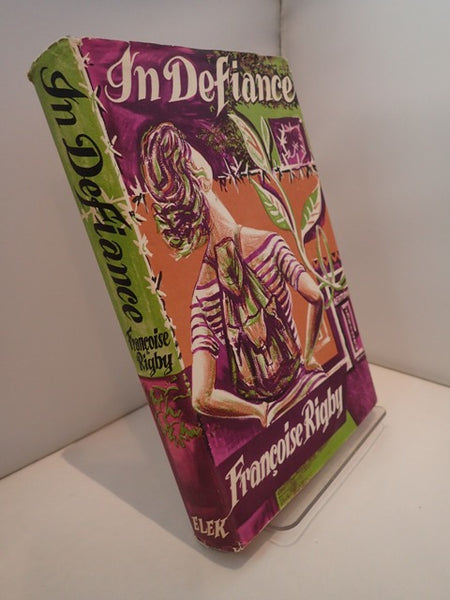 In Defiance
Françoise Rigby
In Defiance
Françoise
Rigby
ELEK